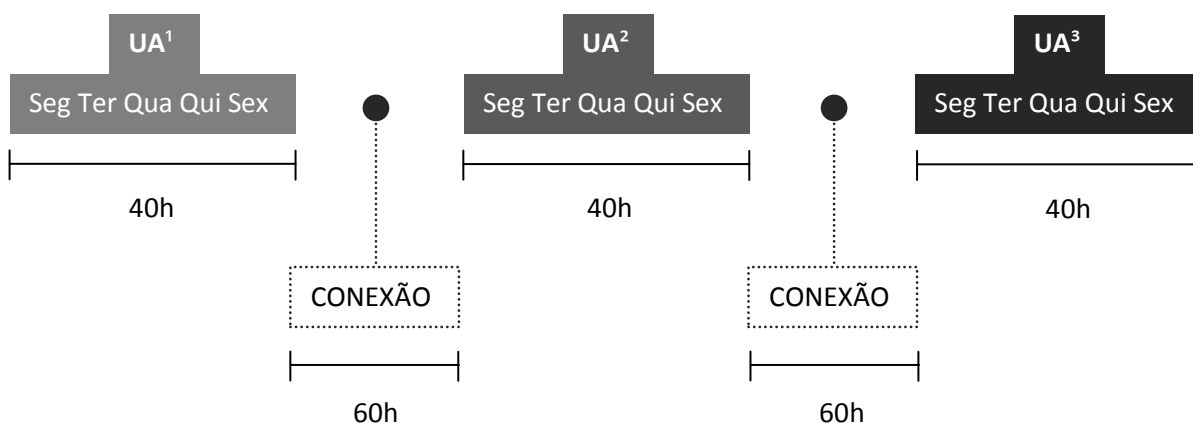 UA¹
Seg Ter Qua Qui Sex
40h
CONEXÃO
60h
UA²
Seg Ter Qua Qui Sex
40h
CONEXÃO
60h
UA³
Seg Ter Qua Qui Sex
40h